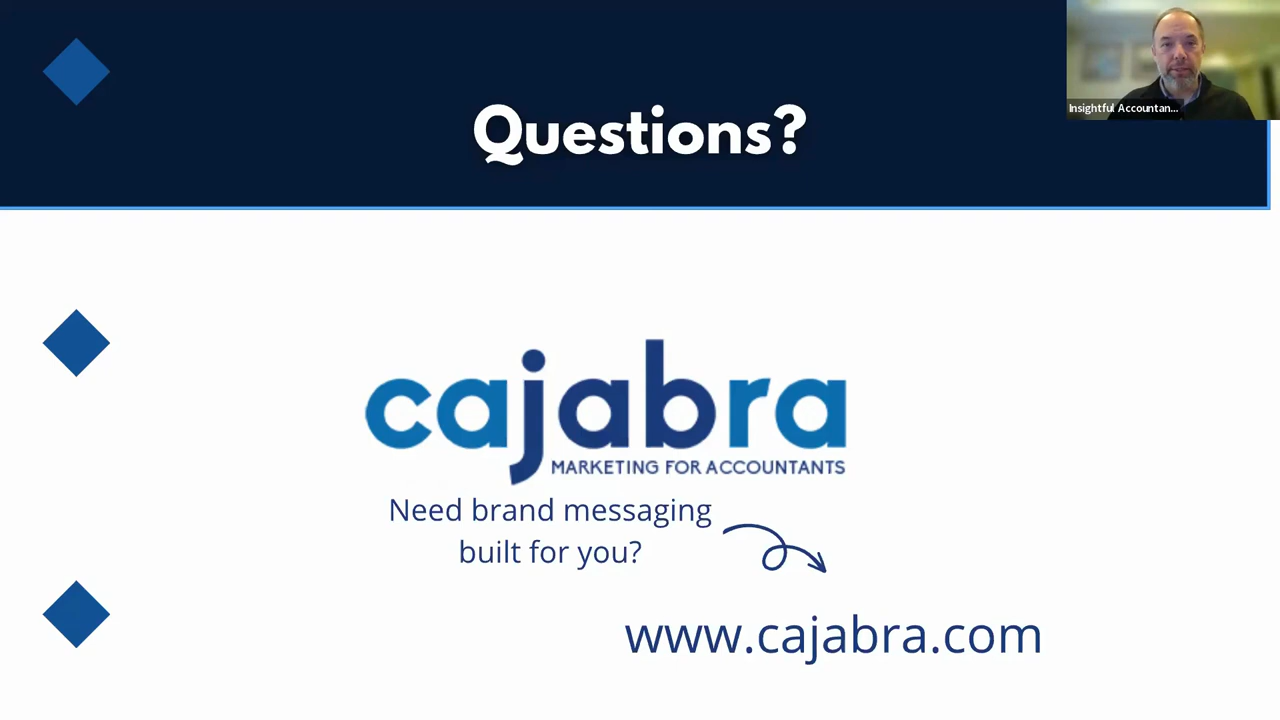 Insightful Accountan...
Questions?
cajabra
MARKETING FOR ACCOUNTANTS
Need brand messaging
built for you?
www.cajabra.com